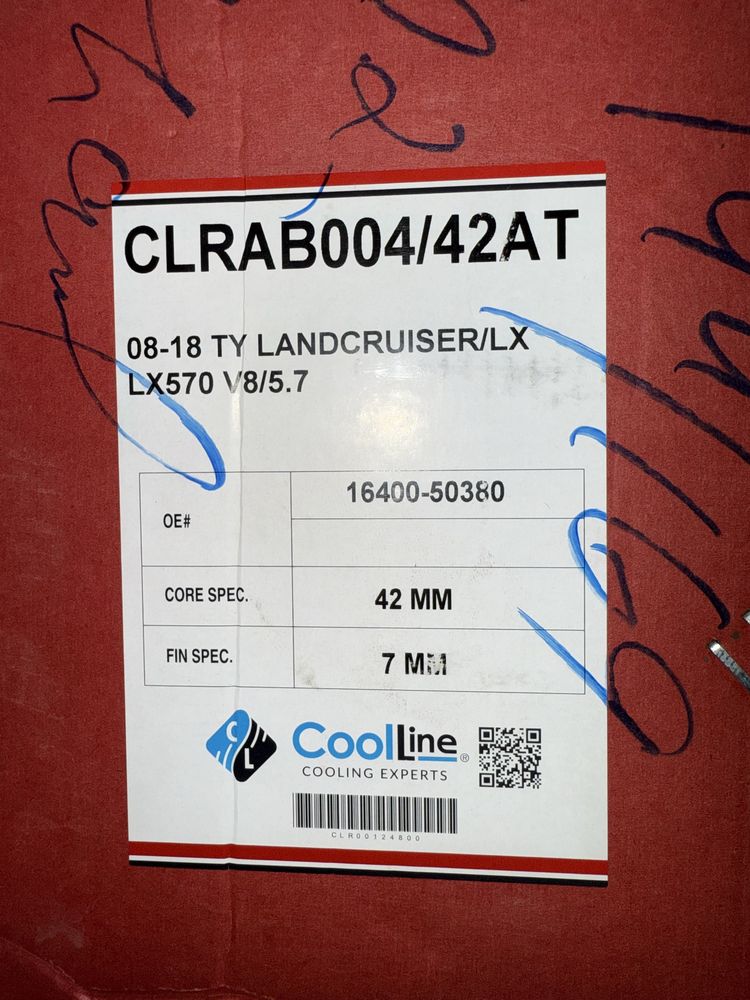 CLRAB004/42AT
08-18 TY LANDCRUISER/LX
LX570 V8/5.7
OE#
16400-50380
CORE SPEC.
42 MM
FIN SPEC.
7 MM
CL
CoolLine®
COOLING EXPERTS
CLR00124800